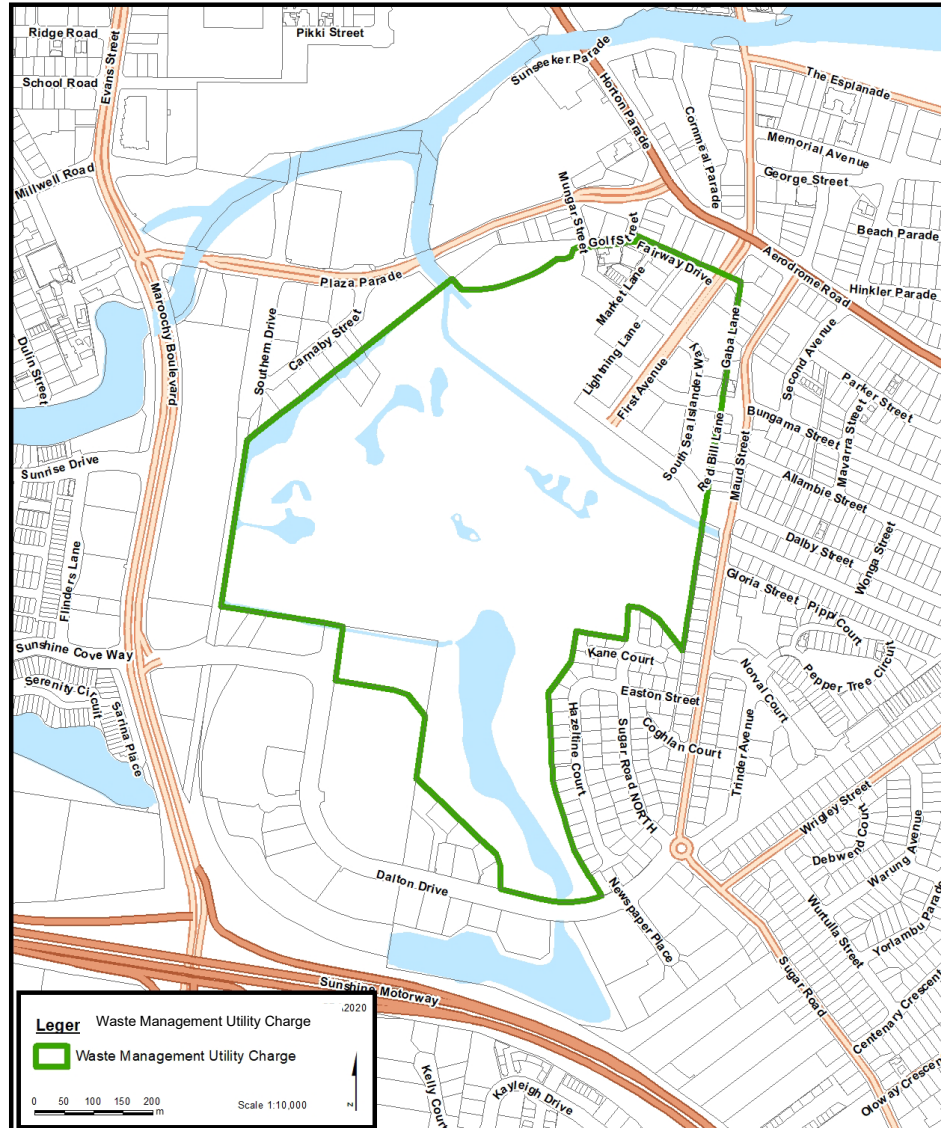 Ridge Road
Pikki Street
School Road
Evans Street
Sunseeker Parade
Horton Parade
The Esplanade
Cornmeal Parade
Memorial Avenue
Millwell Road
George Street
Mungar Street
Beach Parade
Golf Street
Fairway Drive
Aerodrome Road
Plaza Parade
Hinkler Parade
Maroochy Boulevard
Market Lane
Gaba Lane
Carnaby Street
Southern Drive
Dulin Street
Lightning Lane
First Avenue
Second Avenue
Parker Street
South Sea Islander Way
Bungama Street
Mavarra Street
Red Bill Lane
Maud Street
Sunrise Drive
Allambie Street
Dalby Street
Wonga Street
Flinders Lane
Gloria Street
Pippi Court
Sunshine Cove Way
Kane Court
Pepper Tree Circuit
Norval Court
Serenity Circuit
Sarina Place
Easton Street
Hazeltine Court
Sugar Road NORTH
Coghlan Court
Trinder Avenue
Wrigley Street
Debwend Court
Warung Avenue
Dalton Drive
Newspaper Place
Wurtulla Street
Yorlambu Parade
Sugar Road
Sunshine Motorway
Centenary Crescent
Oloway Crescent
Kelly Court
Kayleigh Drive
Leger Waste Management Utility Charge
2020
Waste Management Utility Charge
0 50 100 150 200
m
Scale 1:10,000
z